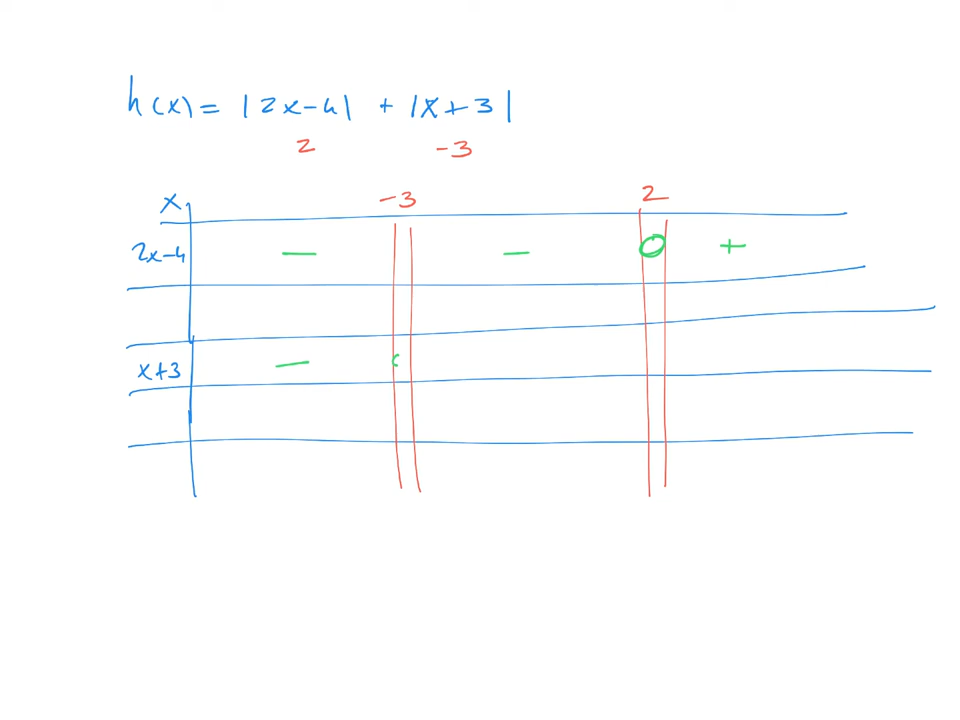 h(x) = |2x-4| + |x+3|
2 -3
x -3 2
2x-4 — — 0 +
x+3 —